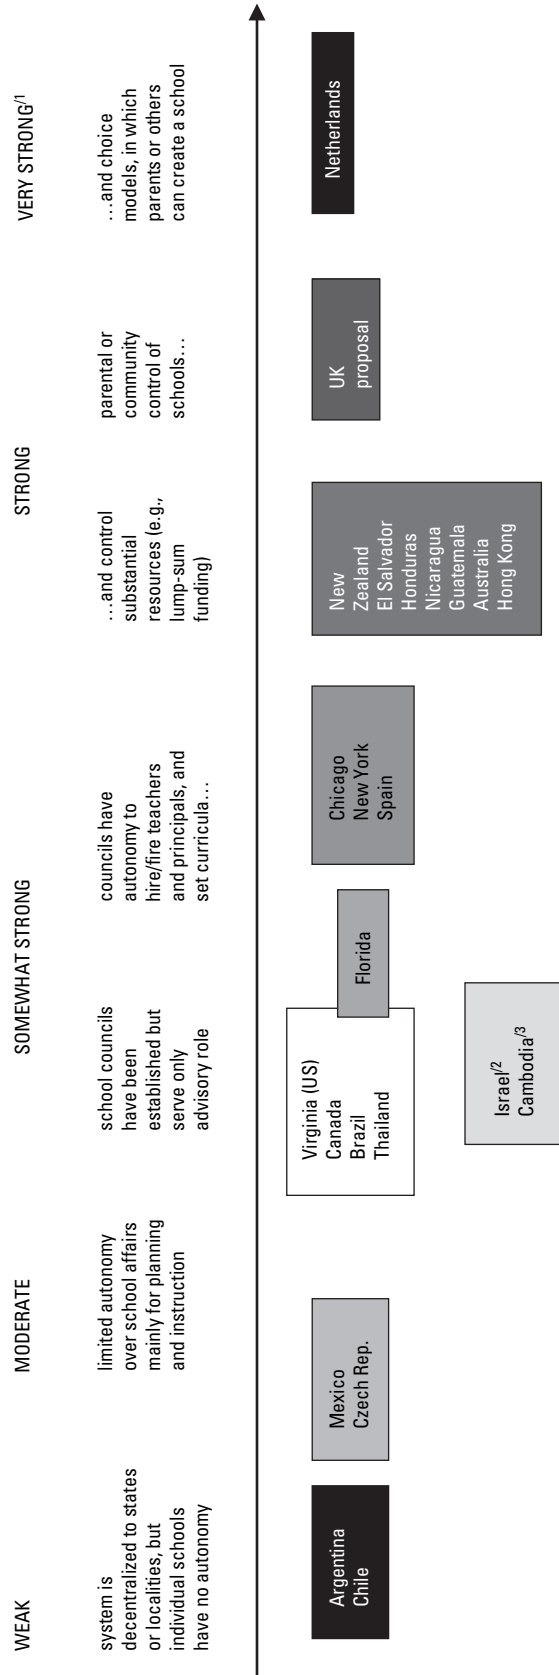 WEAK
MODERATE
SOMEWHAT STRONG
STRONG
VERY STRONG/1
system is
decentralized to states
or localities, but
individual schools
have no autonomy
limited autonomy
over school affairs
mainly for planning
and instruction
school councils
have been
established but
serve only
advisory role
councils have
autonomy to
hire/fire teachers
and principals, and
set curricula…
…and control
substantial
resources (e.g.,
lump-sum
funding)
parental or
community
control of
schools…
…and choice
models, in which
parents or others
can create a school
Argentina
Chile
Mexico
Czech Rep.
Virginia (US)
Canada
Brazil
Thailand
Israel/2
Cambodia/3
Florida
Chicago
New York
Spain
New
Zealand
El Salvador
Honduras
Nicaragua
Guatemala
Australia
Hong Kong
UK
proposal
Netherlands